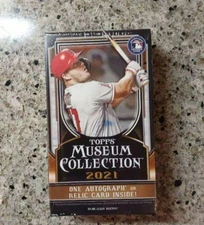 TOPPS
MUSEUM
COLLECTION
2021
ONE AUTOGRAPH OR
RELIC CARD INSIDE!